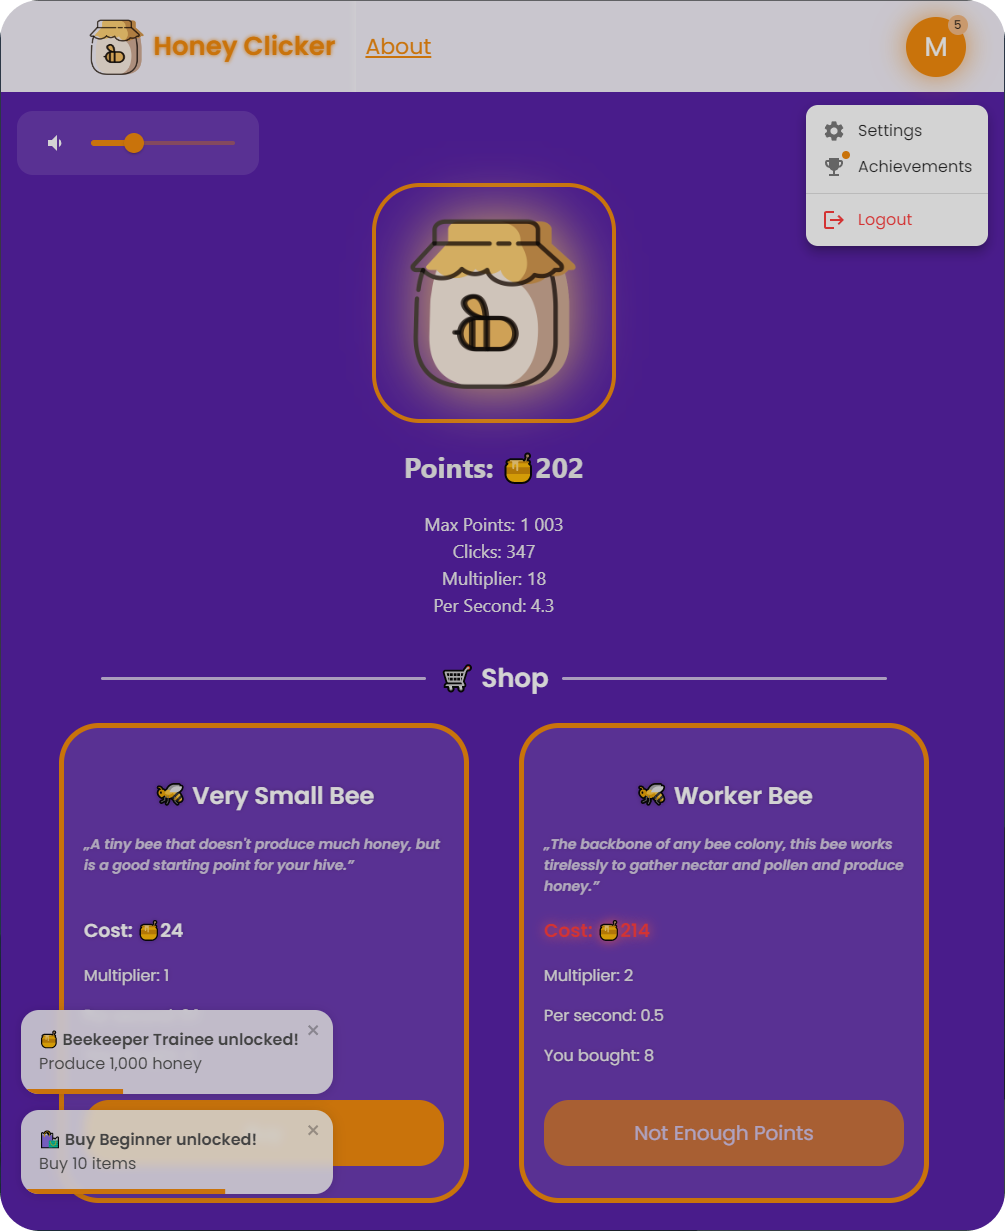 Honey Clicker
About
M
5
Settings
Achievements
Logout
Points: 202
Max Points: 1 003
Clicks: 347
Multiplier: 18
Per Second: 4.3
Shop
Very Small Bee
„A tiny bee that doesn't produce much honey, but
is a good starting point for your hive.”
Cost: 24
Multiplier: 1
Worker Bee
„The backbone of any bee colony, this bee works
tirelessly to gather nectar and pollen and produce
honey.”
Cost: 214
Multiplier: 2
Per second: 0.5
You bought: 8
Not Enough Points
Beekeeper Trainee unlocked!
Produce 1,000 honey
Buy Beginner unlocked!
Buy 10 items